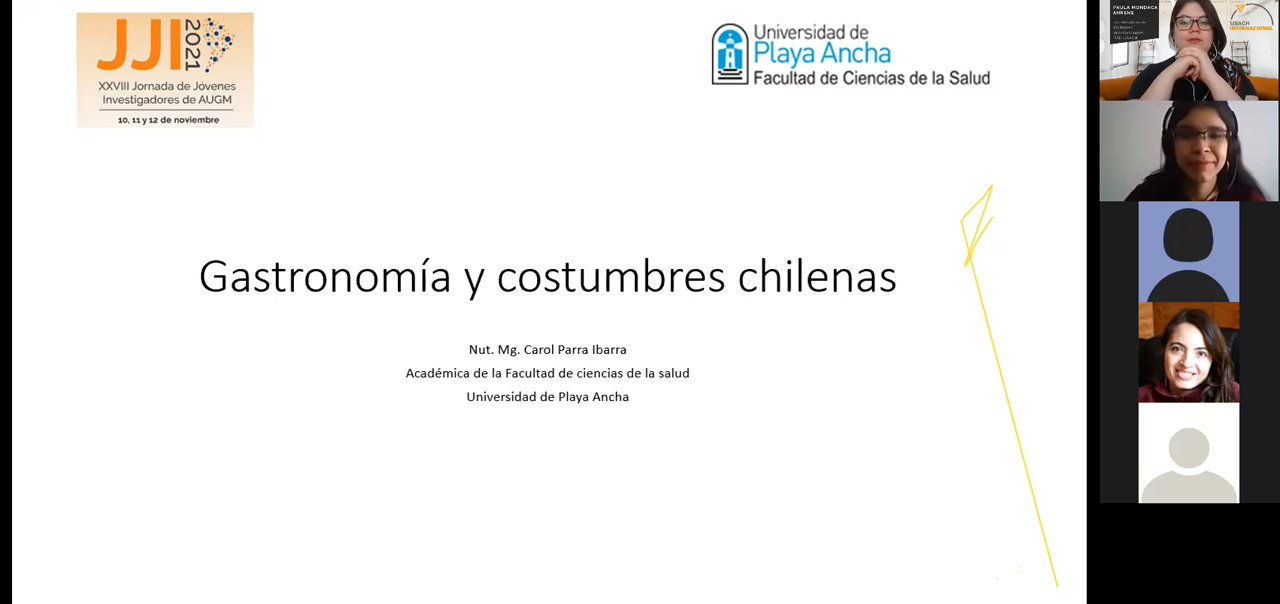 JJI 2021
XXVIII Jornada de Jóvenes
Investigadores de AUGM
10, 11 y 12 de noviembre
Universidad de
Playa Ancha
Facultad de Ciencias de la Salud
Gastronomía y costumbres chilenas
Nut. Mg. Carol Parra Ibarra
Académica de la Facultad de ciencias de la salud
Universidad de Playa Ancha
PAULA MONDACA
AHRENS
USACH
INTERNACIONAL